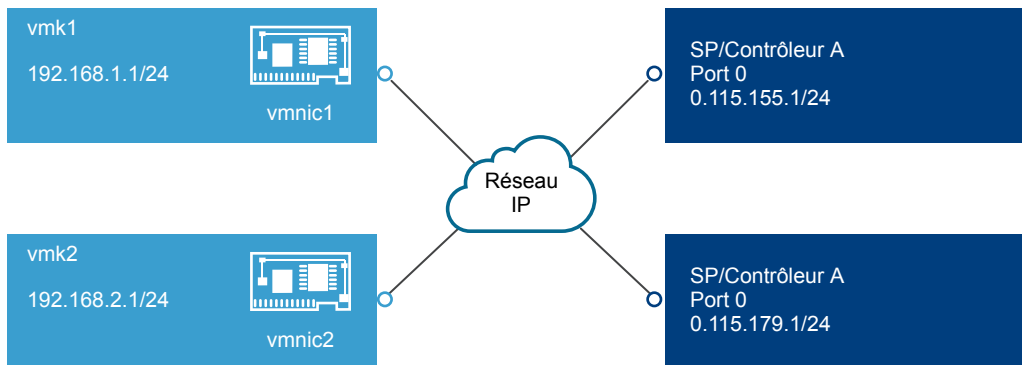 vmk1
192.168.1.1/24
vmnic1
SP/Contrôleur A
Port 0
0.115.155.1/24
Réseau
IP
vmk2
192.168.2.1/24
vmnic2
SP/Contrôleur A
Port 0
0.115.179.1/24